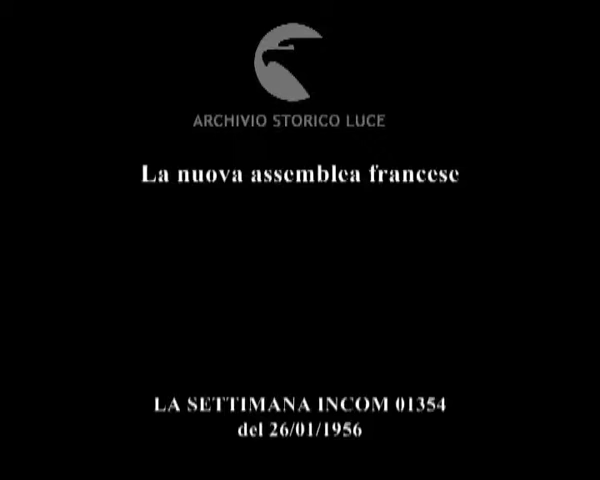 ARCHIVIO STORICO LUCE
La nuova assemblea francese
LA SETTIMANA INCOM 01354
del 26/01/1956